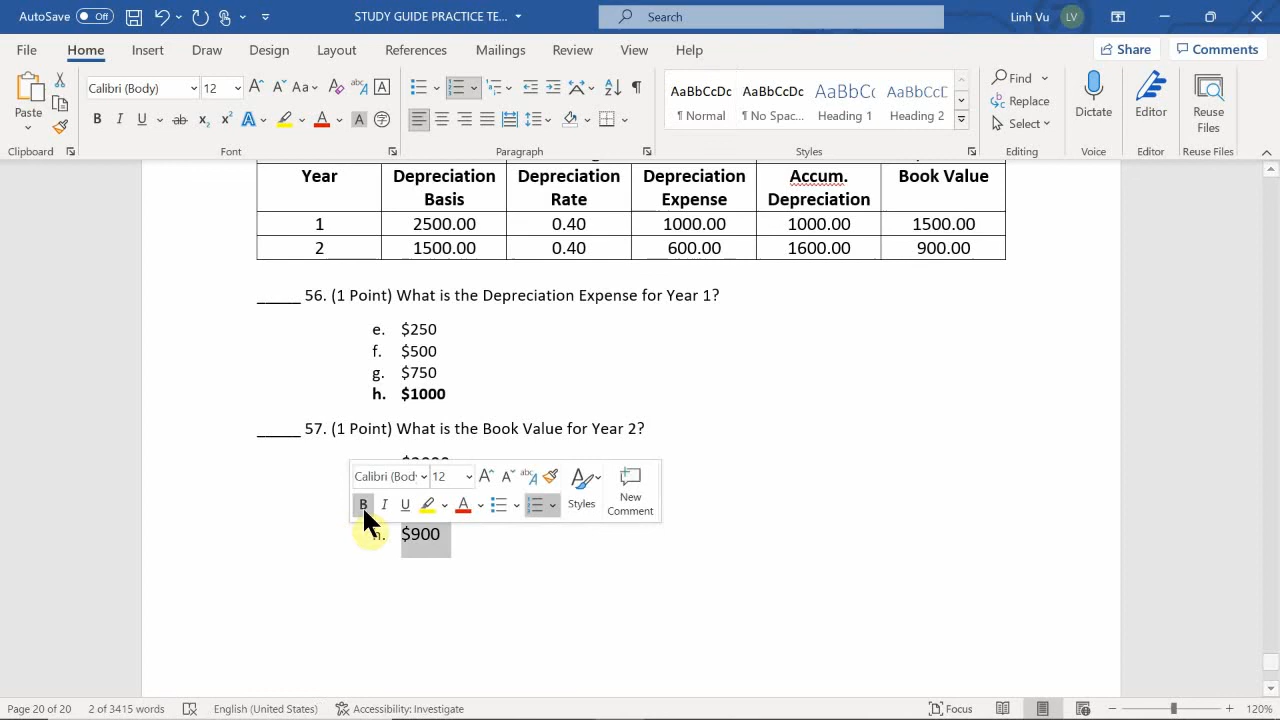 AutoSave Off STUDY GUIDE PRACTICE TE... Search Linh Vu LV
File Home Insert Draw Design Layout References Mailings Review View Help Share Comments
Calibri (Body) 12 Aa AaBbCcDc AaBbCcDc AaBbCc AaBbCcD Find
Paste Replace Dictate Editor Reuse Files
¶ Normal ¶ No Spac... Heading 1 Heading 2 Select
Clipboard Font Paragraph Styles Editing Voice Editor Reuse Files
Year Depreciation Basis Depreciation Rate Depreciation Expense Accum. Depreciation Book Value
1 2500.00 0.40 1000.00 1000.00 1500.00
2 1500.00 0.40 600.00 1600.00 900.00
_____ 56. (1 Point) What is the Depreciation Expense for Year 1?
e. $250
f. $500
g. $750
h. $1000
_____ 57. (1 Point) What is the Book Value for Year 2?
Calibri (Body 12 Styles New Comment
B I U A
$900
Page 20 of 20 2 of 3415 words English (United States) Accessibility: Investigate Focus 120%